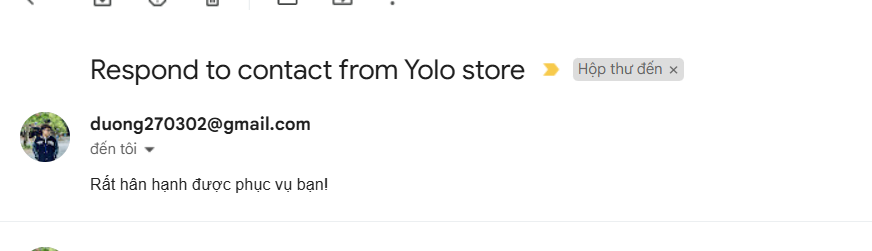 Respond to contact from Yolo store
Hộp thư đến ×
duong270302@gmail.com
đến tôi
Rất hân hạnh được phục vụ bạn!